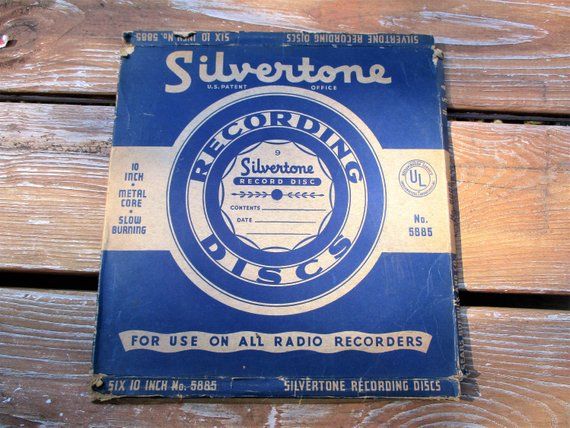 SIX 10 INCH No. 5885 SILVERTONE RECORDING DISCS
Silvertone
U.S. PATENT OFFICE
RECORDING
9
Silvertone
RECORD DISC
CONTENTS
DATE
DISCS
10
INCH
•
METAL
CORE
•
SLOW
BURNING
UL
No.
5885
FOR USE ON ALL RADIO RECORDERS
SIX 10 INCH No. 5885 SILVERTONE RECORDING DISCS